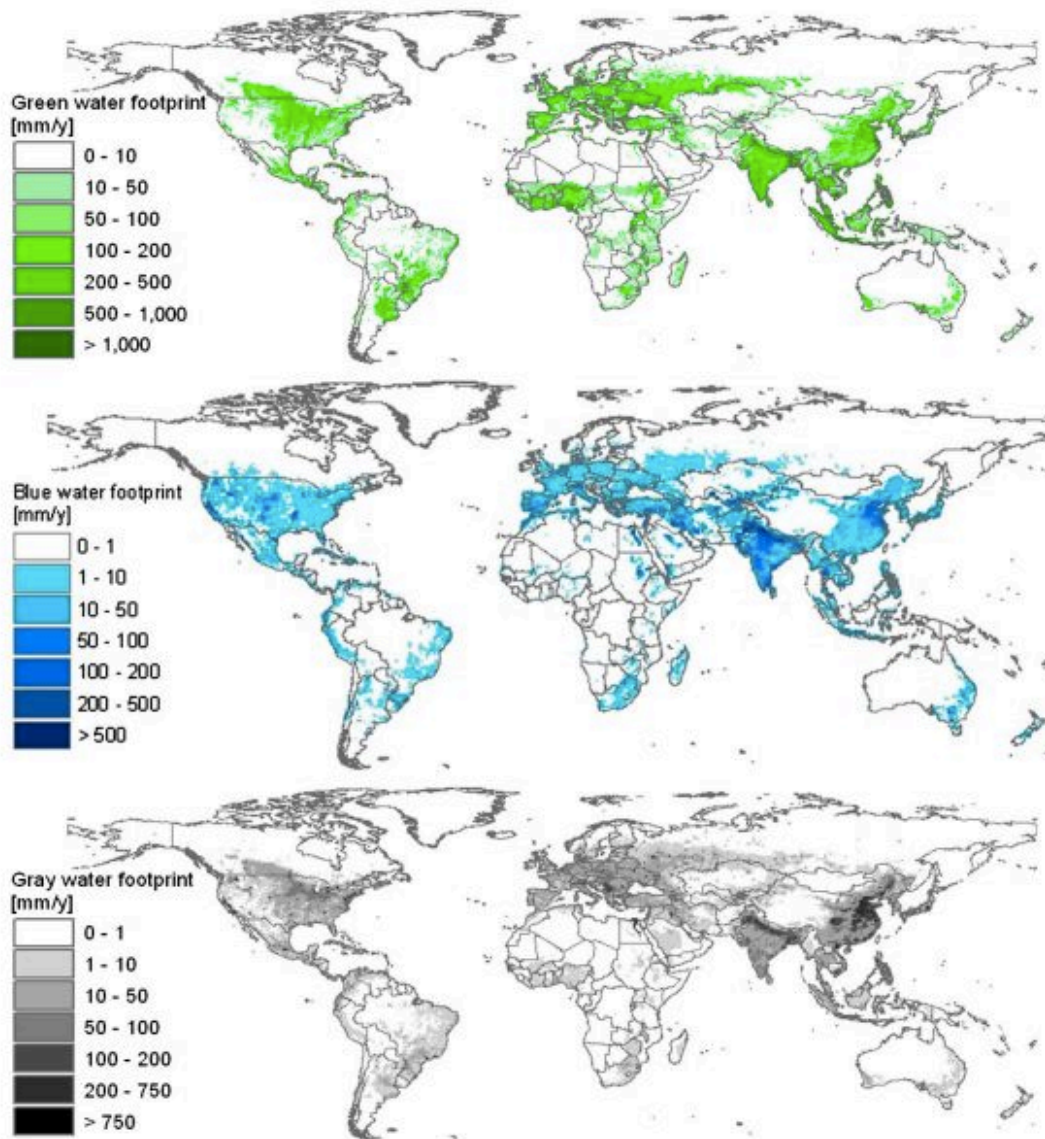 Green water footprint
[mm/y]
0 - 10
10 - 50
50 - 100
100 - 200
200 - 500
500 - 1,000
> 1,000
Blue water footprint
[mm/y]
0 - 1
1 - 10
10 - 50
50 - 100
100 - 200
200 - 500
> 500
Gray water footprint
[mm/y]
0 - 1
1 - 10
10 - 50
50 - 100
100 - 200
200 - 750
> 750